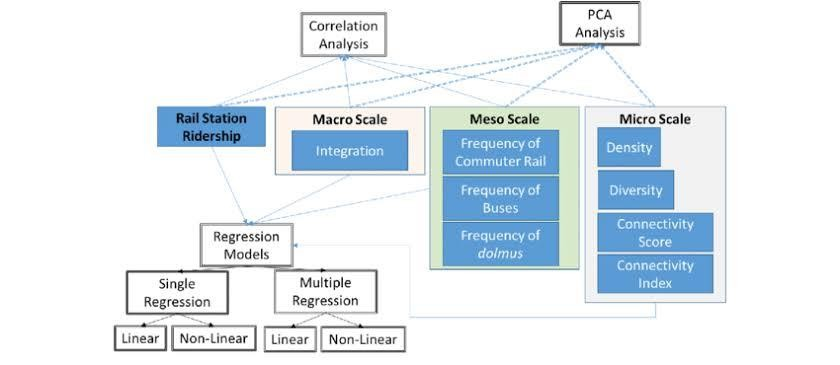 Correlation
Analysis
PCA
Analysis
Rail Station
Ridership
Macro Scale
Integration
Meso Scale
Frequency of
Commuter Rail
Frequency of
Buses
Frequency of
dolmus
Micro Scale
Density
Diversity
Connectivity
Score
Connectivity
Index
Regression
Models
Single
Regression
Multiple
Regression
Linear
Non-Linear
Linear
Non-Linear